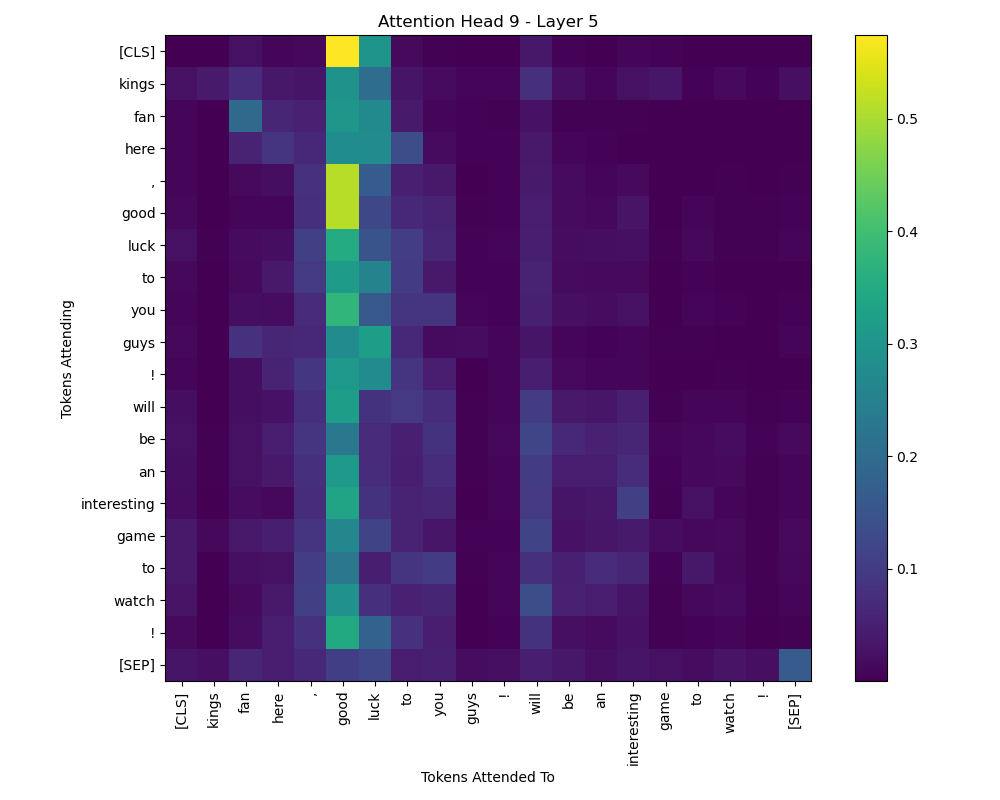 Attention Head 9 - Layer 5
Tokens Attending
[CLS]
kings
fan
here
,
good
luck
to
you
guys
!
will
be
an
interesting
game
to
watch
!
[SEP]
[CLS]
kings
fan
here
,
good
luck
to
you
guys
!
will
be
an
interesting
game
to
watch
!
[SEP]
Tokens Attended To
0.5
0.4
0.3
0.2
0.1